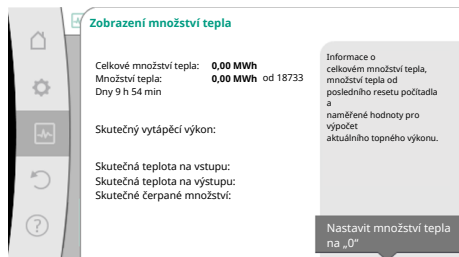 Zobrazení množství tepla
Celkové množství tepla: 0,00 MWh
Množství tepla: 0,00 MWh od 18733
Dny 9 h 54 min
Skutečný vytápěcí výkon:
Skutečná teplota na vstupu:
Skutečná teplota na výstupu:
Skutečné čerpané množství:
Informace o
celkovém množství tepla,
množství tepla od
posledního resetu počítadla
a
naměřené hodnoty pro
výpočet
aktuálního topného výkonu.
Nastavit množství tepla
na „0“